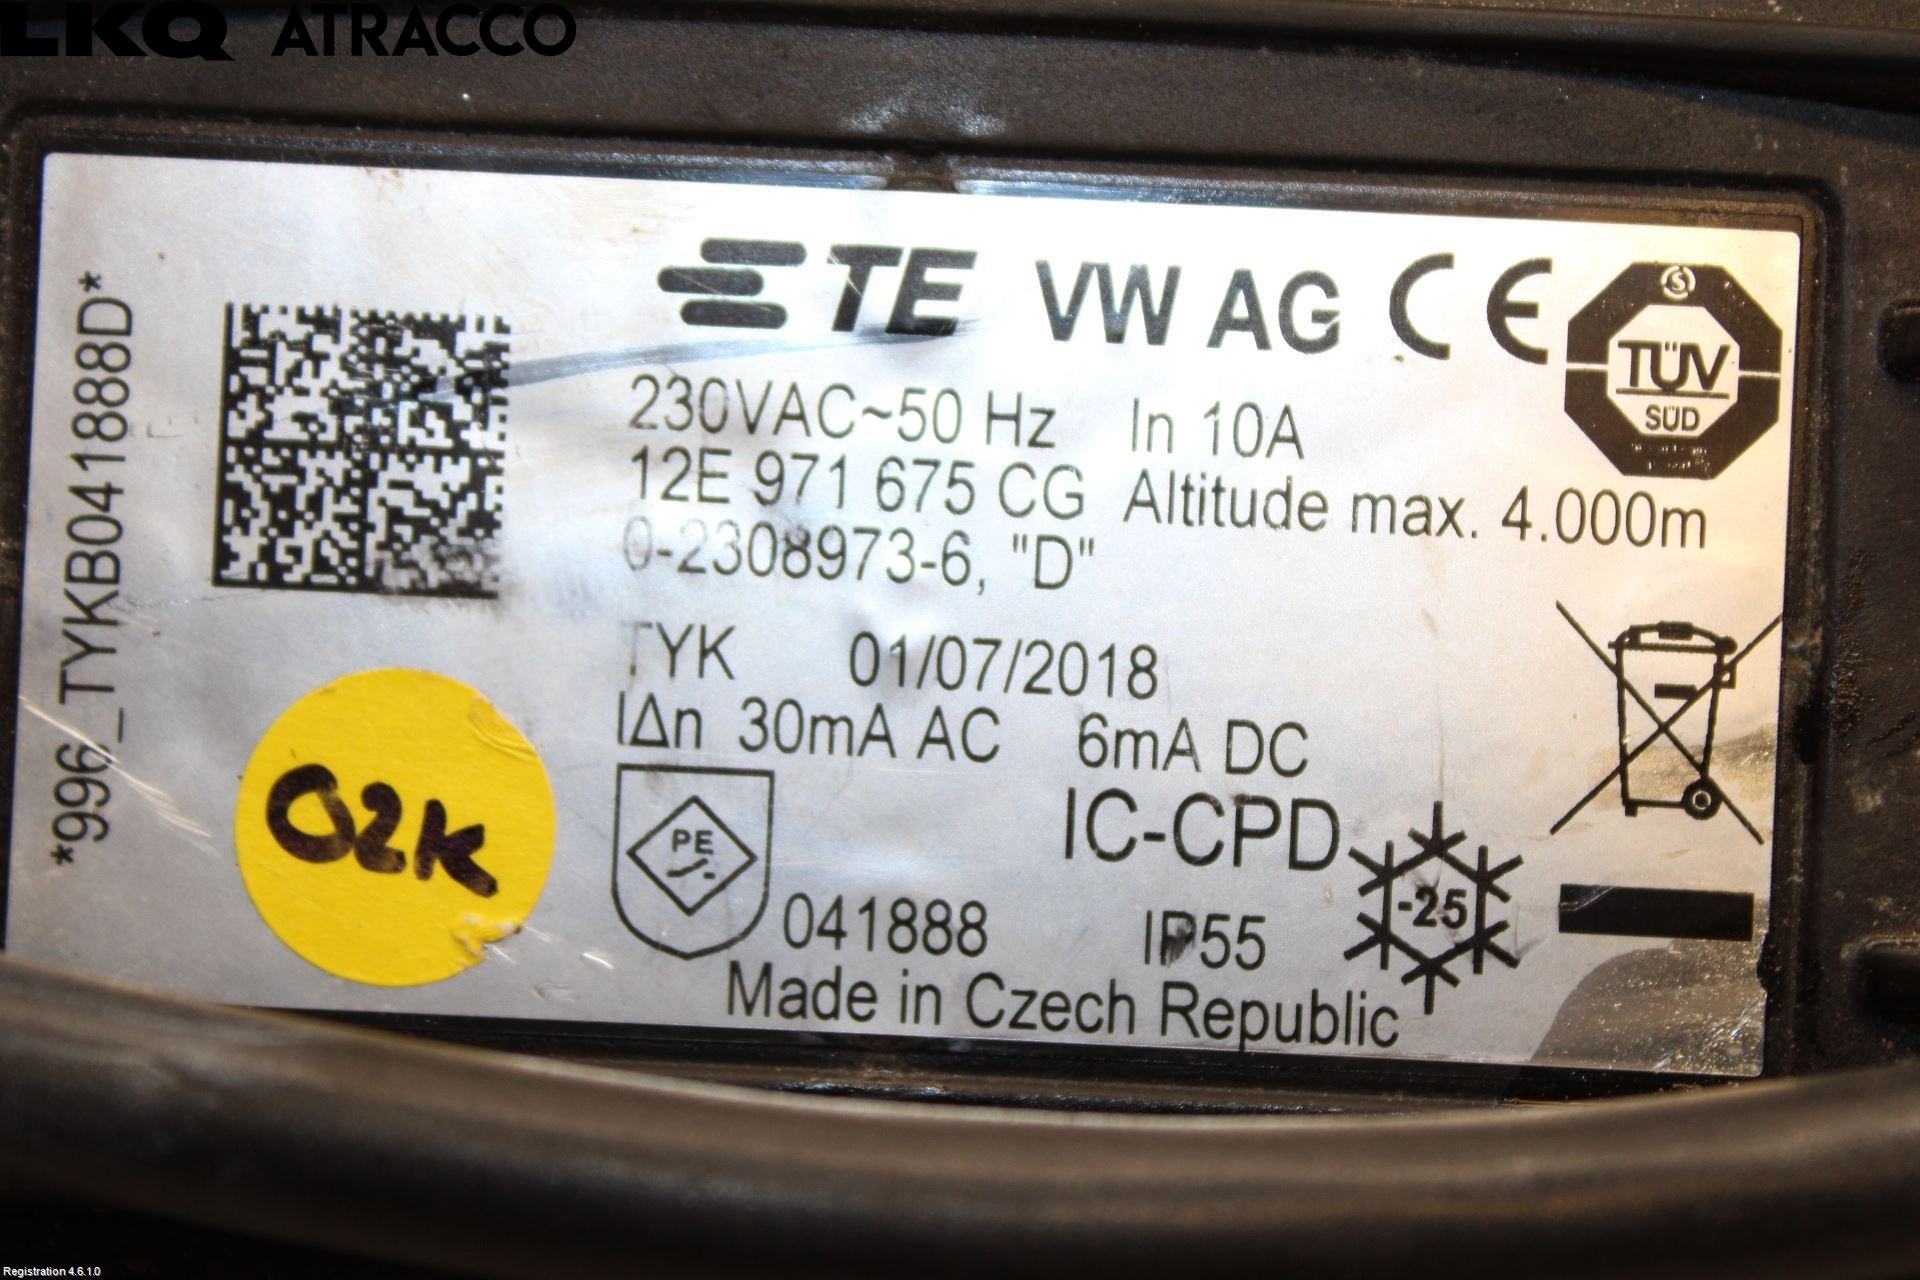 LKQ ATRACCO
*996_TYKB041888D*
TE VW AG CE
TÜV
SÜD
230VAC~50 Hz In 10A
12E 971 675 CG Altitude max. 4.000m
0-2308973-6, "D"
TYK 01/07/2018
I∆n 30mA AC 6mA DC
PE
IC-CPD
-25
041888 IP55
Made in Czech Republic
02K
Registration 4.6.1.0